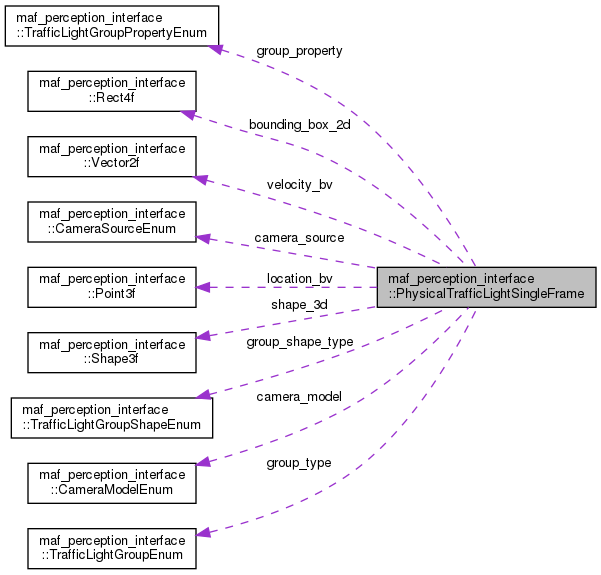 maf_perception_interface
::TrafficLightGroupPropertyEnum
group_property
maf_perception_interface
::Rect4f
bounding_box_2d
maf_perception_interface
::Vector2f
velocity_bv
maf_perception_interface
::CameraSourceEnum
camera_source
maf_perception_interface
::Point3f
location_bv
maf_perception_interface
::PhysicalTrafficLightSingleFrame
shape_3d
maf_perception_interface
::Shape3f
group_shape_type
maf_perception_interface
::TrafficLightGroupShapeEnum
camera_model
maf_perception_interface
::CameraModelEnum
group_type
maf_perception_interface
::TrafficLightGroupEnum